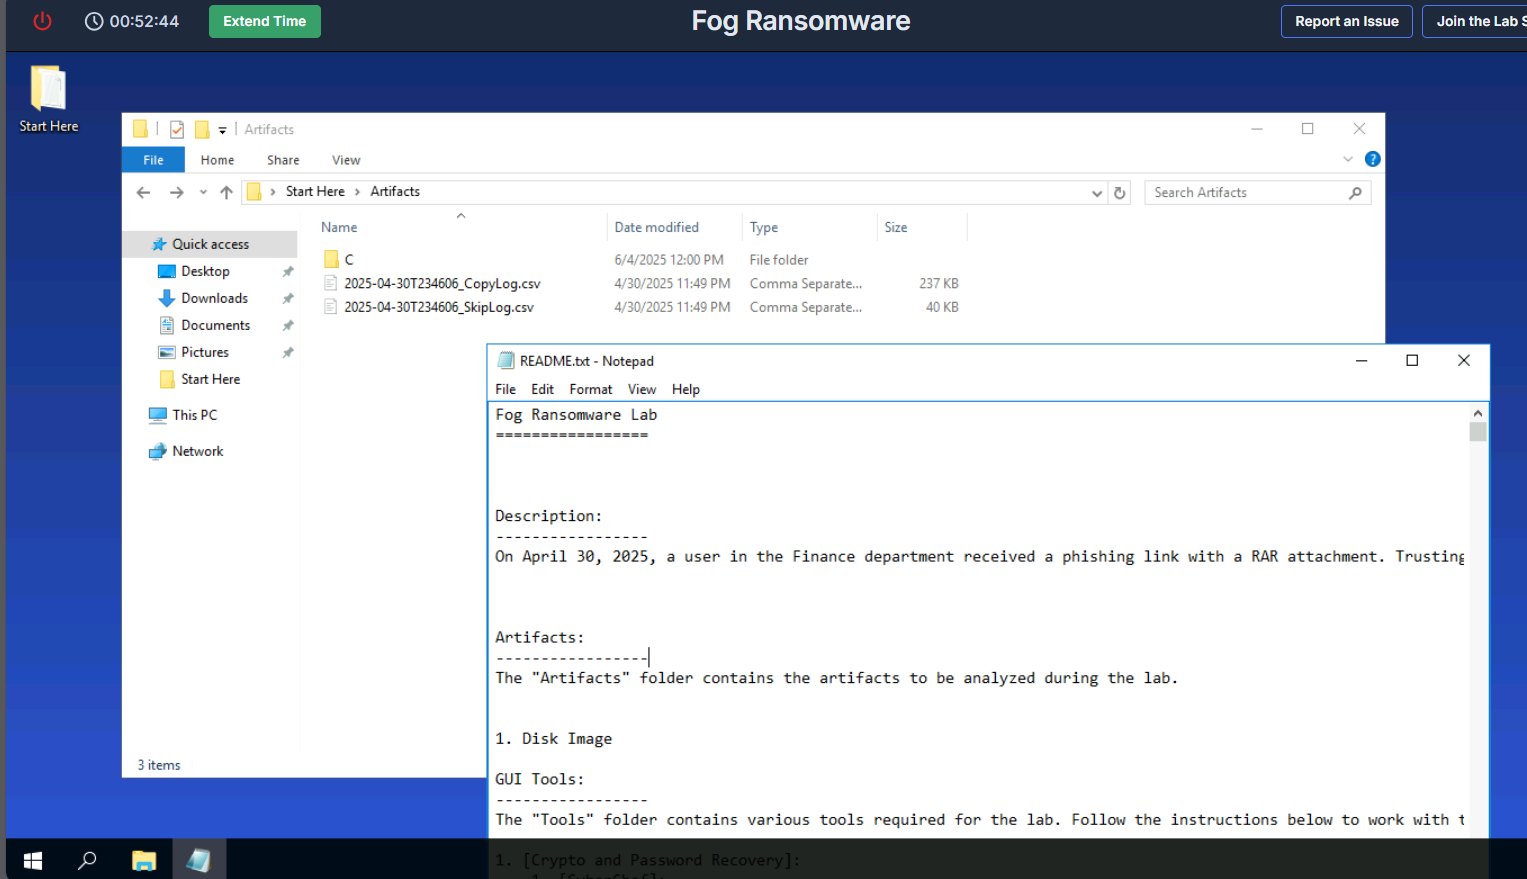 00:52:44
Extend Time
Fog Ransomware
Report an Issue
Join the Lab S
Start Here
Artifacts
File
Home
Share
View
Start Here
Artifacts
Search Artifacts
Name
Date modified
Type
Size
Quick access
Desktop
Downloads
Documents
Pictures
Start Here
This PC
Network
C 6/4/2025 12:00 PM File folder
2025-04-30T234606_CopyLog.csv 4/30/2025 11:49 PM Comma Separate... 237 KB
2025-04-30T234606_SkipLog.csv 4/30/2025 11:49 PM Comma Separate... 40 KB
3 items
README.txt - Notepad
File Edit Format View Help
Fog Ransomware Lab
=================
Description:
-----------------
On April 30, 2025, a user in the Finance department received a phishing link with a RAR attachment. Trusting
Artifacts:
-----------------
The "Artifacts" folder contains the artifacts to be analyzed during the lab.
1. Disk Image
GUI Tools:
-----------------
The "Tools" folder contains various tools required for the lab. Follow the instructions below to work with t
1. [Crypto and Password Recovery]:
1. [CyberChef]: